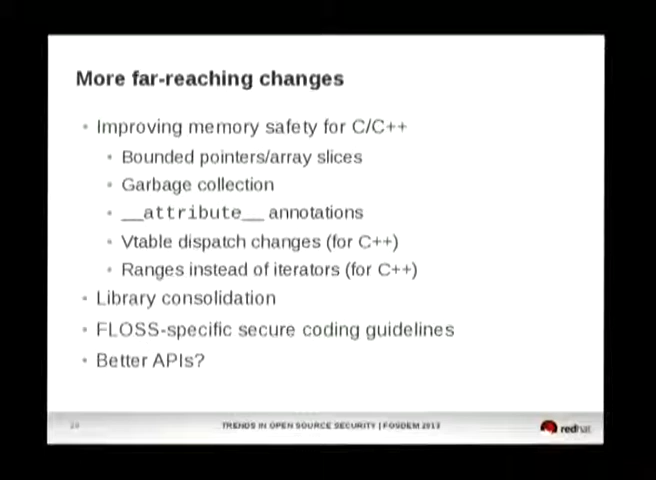 More far-reaching changes
Improving memory safety for C/C++
Bounded pointers/array slices
Garbage collection
__attribute__ annotations
Vtable dispatch changes (for C++)
Ranges instead of iterators (for C++)
Library consolidation
FLOSS-specific secure coding guidelines
Better APIs?
TRENDS IN OPEN SOURCE SECURITY | FOSDEM 2013
redhat